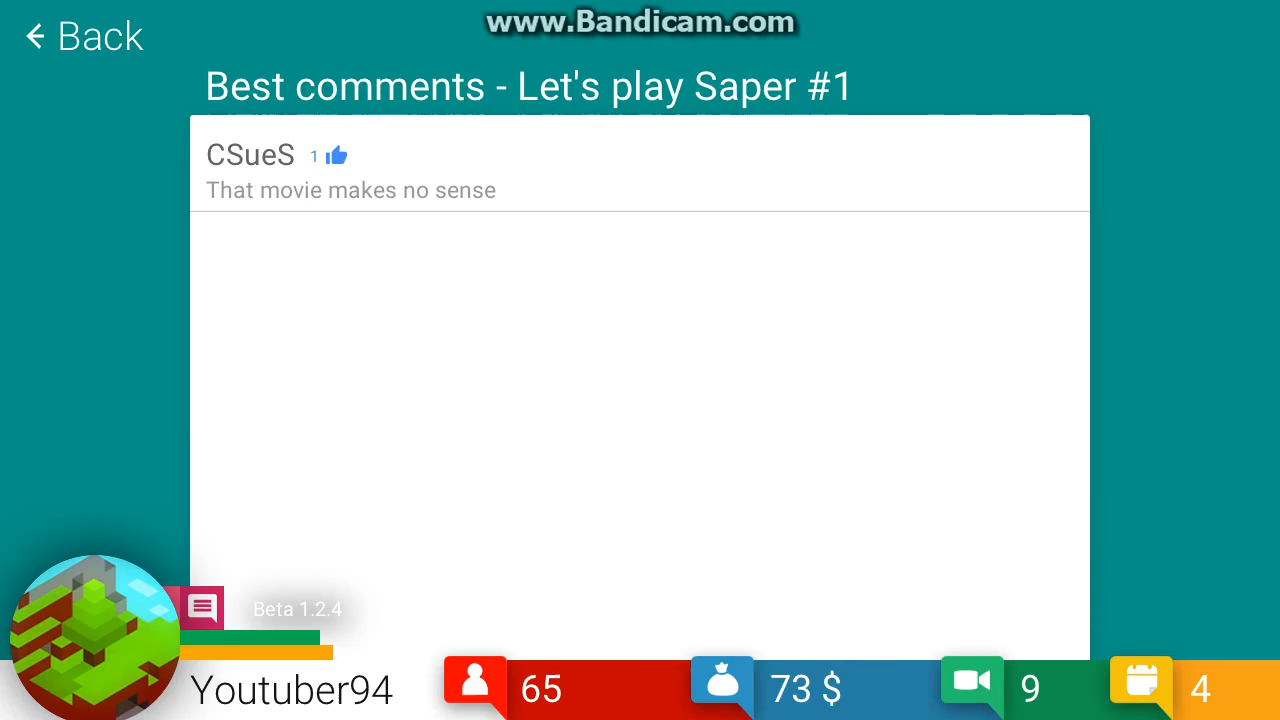 www.Bandicam.com
Back
Best comments - Let's play Saper #1
CSueS 1
That movie makes no sense
Beta 1.2.4
Youtuber94 65 73 $ 9 4